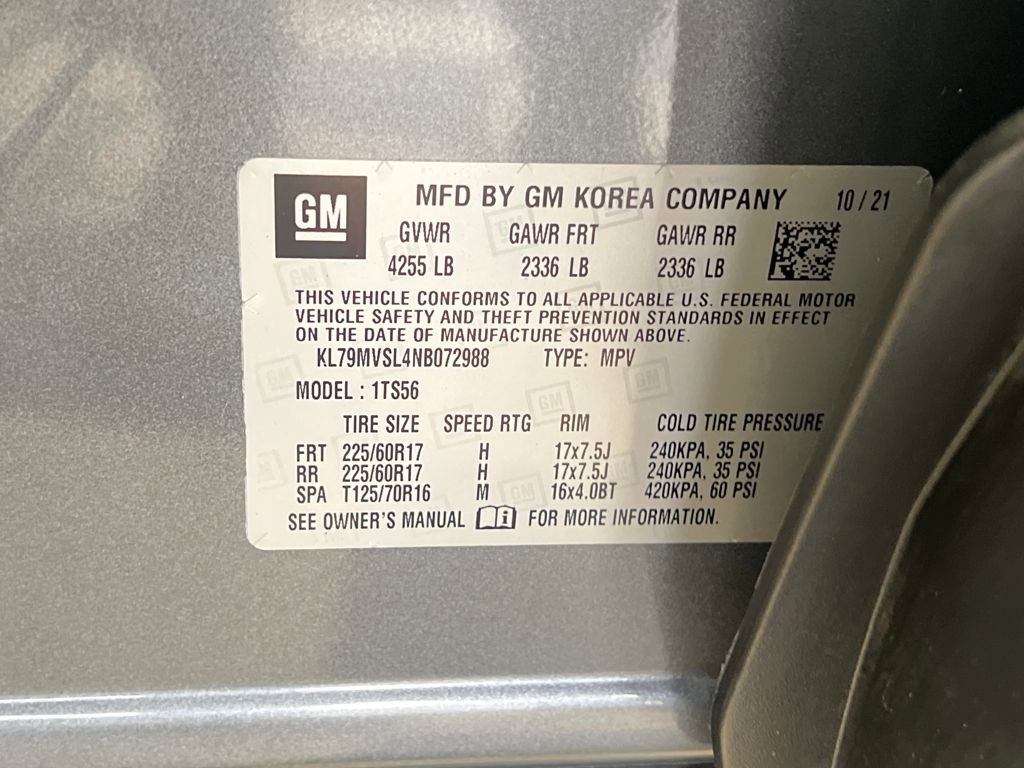 GM MFD BY GM KOREA COMPANY 10/21
GVWR GAWR FRT GAWR RR
4255 LB 2336 LB 2336 LB
THIS VEHICLE CONFORMS TO ALL APPLICABLE U.S. FEDERAL MOTOR
VEHICLE SAFETY AND THEFT PREVENTION STANDARDS IN EFFECT
ON THE DATE OF MANUFACTURE SHOWN ABOVE.
KL79MVSL4NB072988 TYPE: MPV
MODEL : 1TS56
TIRE SIZE SPEED RTG RIM COLD TIRE PRESSURE
FRT 225/60R17 H 17x7.5J 240KPA, 35 PSI
RR 225/60R17 H 17x7.5J 240KPA, 35 PSI
SPA T125/70R16 M 16x4.0BT 420KPA, 60 PSI
SEE OWNER'S MANUAL i FOR MORE INFORMATION.